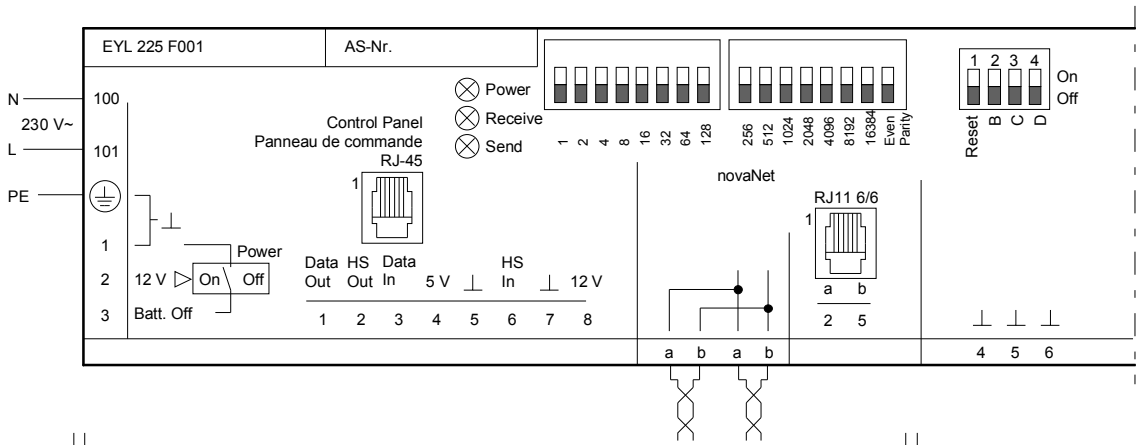 EYL 225 F001
AS-Nr.
N
230 V~
L
PE
100
101
1
2
3
12 V
Batt. Off
Power
On
Off
Control Panel
Panneau de commande
RJ-45
1
Data Out
HS Out
Data In
5 V
HS In
12 V
1 2 3 4 5 6 7 8
Power
Receive
Send
1 2 4 8 16 32 64 128
256 512 1024 2048 4096 8192 16384 Even Parity
novaNet
RJ11 6/6
1
a b
2 5
a b a b
1 2 3 4
On
Off
Reset B C D
4 5 6